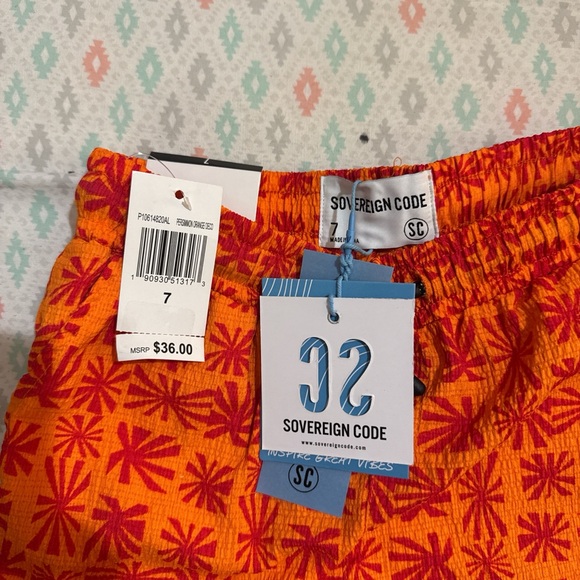 P10614820AL PERSIMMON ORANGE DECO
1 90930 51317 3
7
MSRP $36.00
SOVEREIGN CODE
7
SC
SOVEREIGN CODE
www.sovereigncode.com
INSPIRE GREAT VIBES
SC